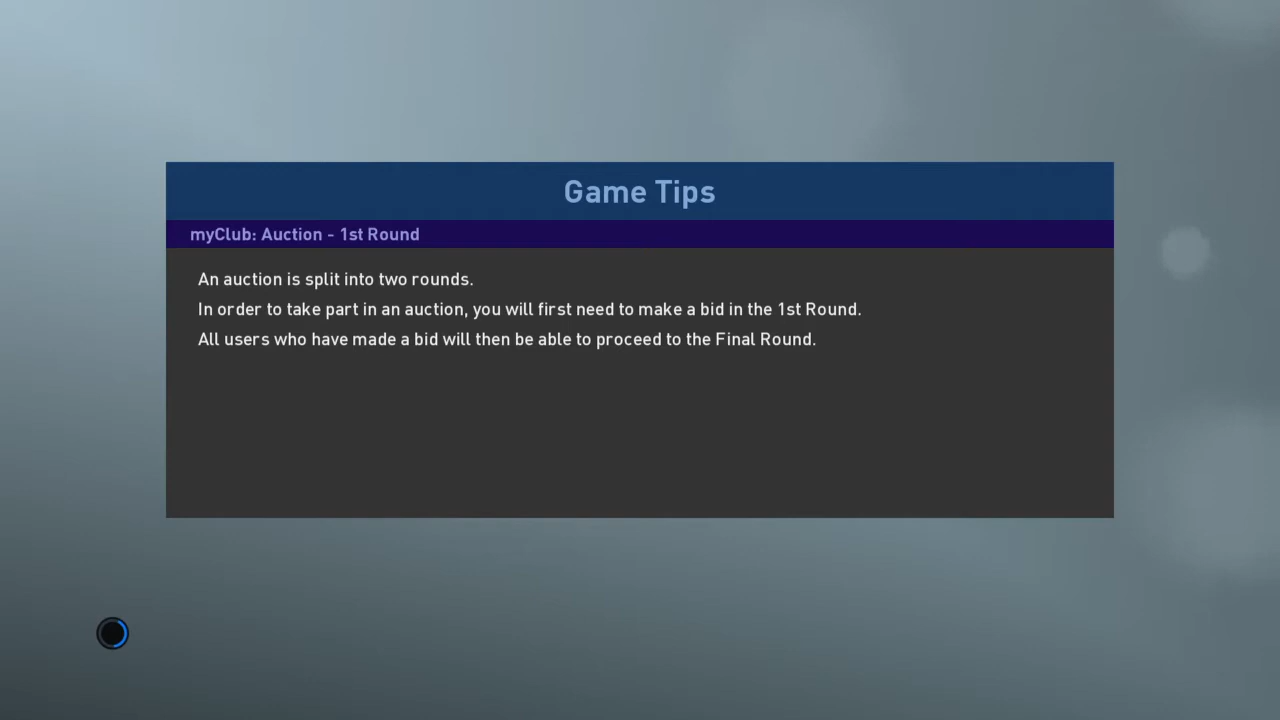 Game Tips
myClub: Auction - 1st Round
An auction is split into two rounds.
In order to take part in an auction, you will first need to make a bid in the 1st Round.
All users who have made a bid will then be able to proceed to the Final Round.